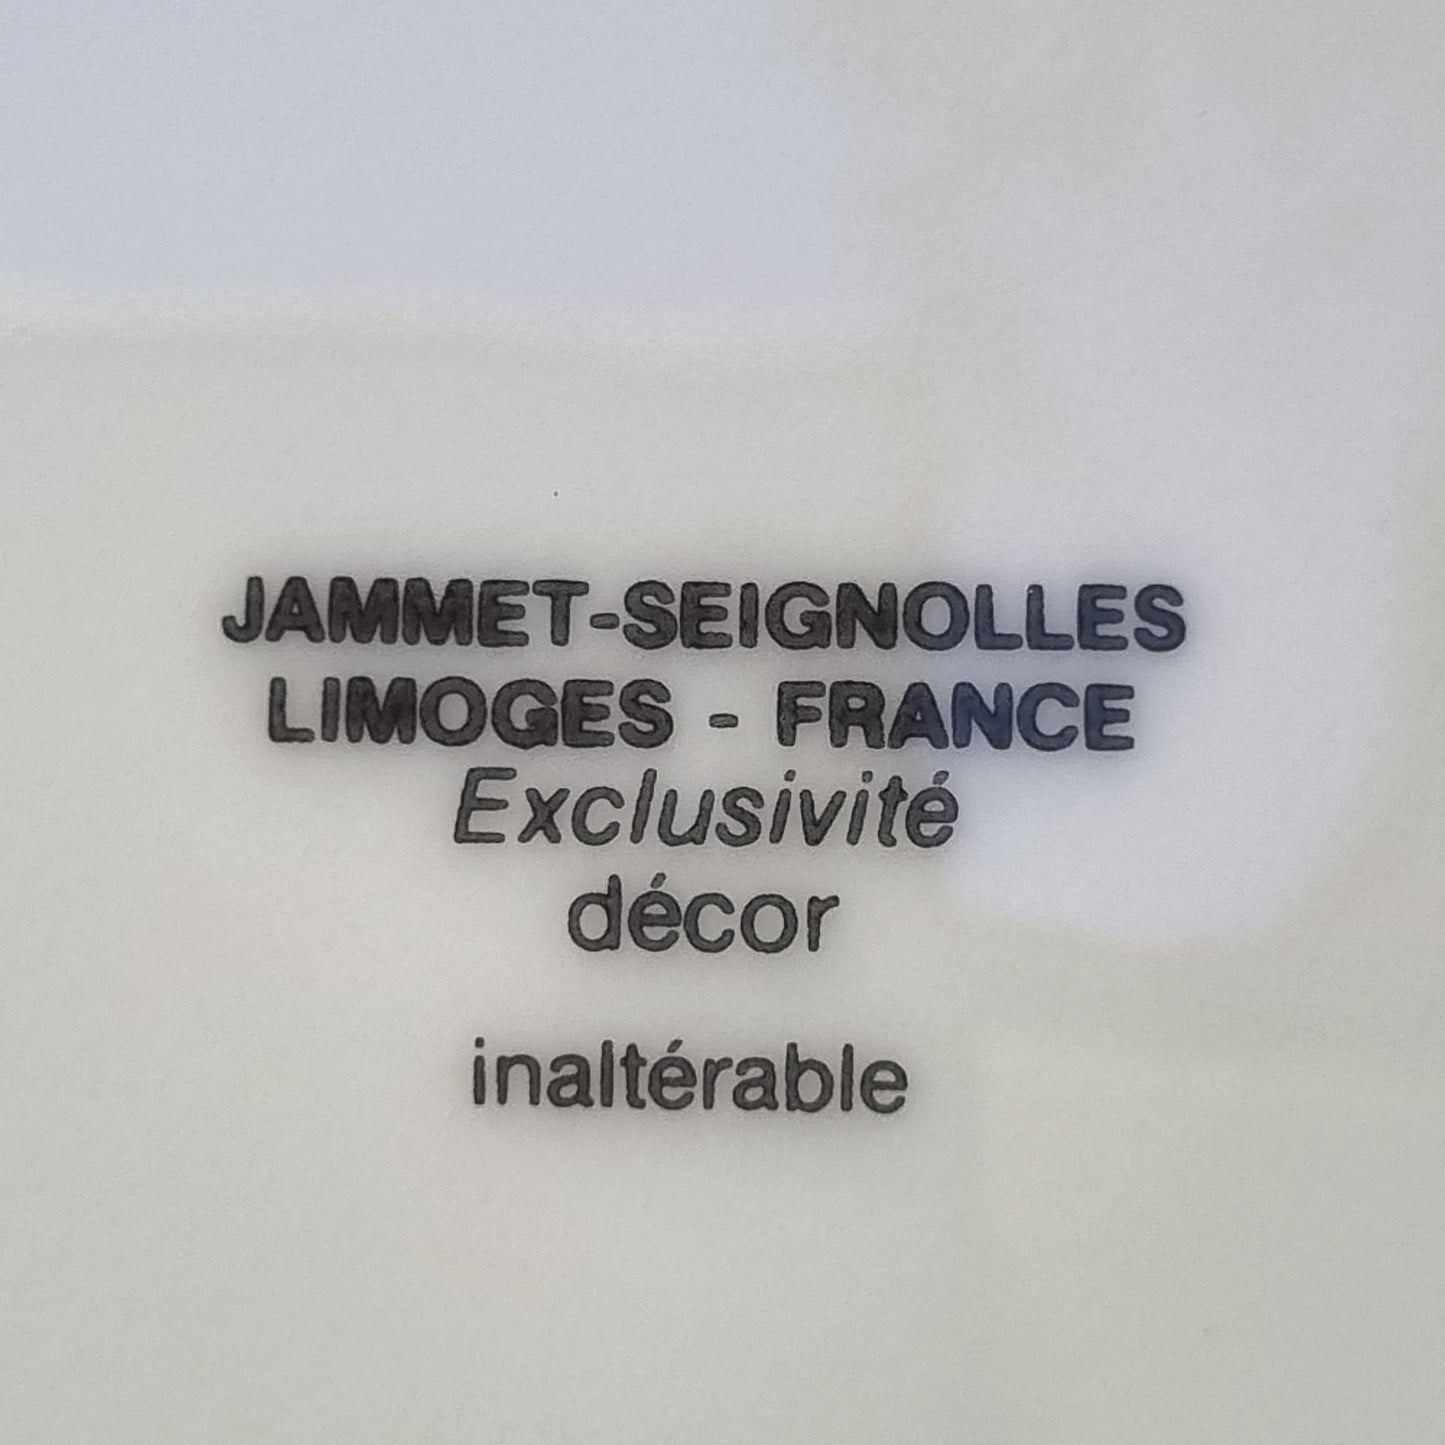 JAMMET-SEIGNOLLES
LIMOGES - FRANCE
Exclusivité
décor
inaltérable